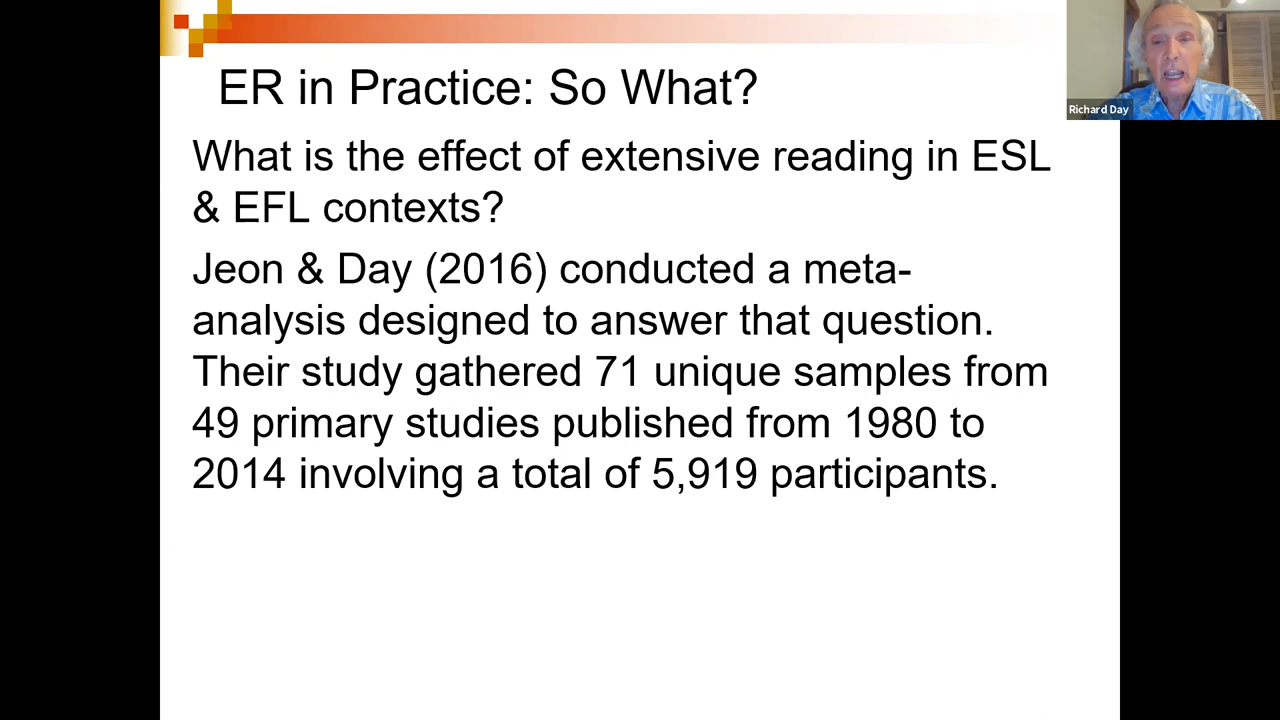 ER in Practice: So What?
Richard Day
What is the effect of extensive reading in ESL
& EFL contexts?
Jeon & Day (2016) conducted a meta-
analysis designed to answer that question.
Their study gathered 71 unique samples from
49 primary studies published from 1980 to
2014 involving a total of 5,919 participants.